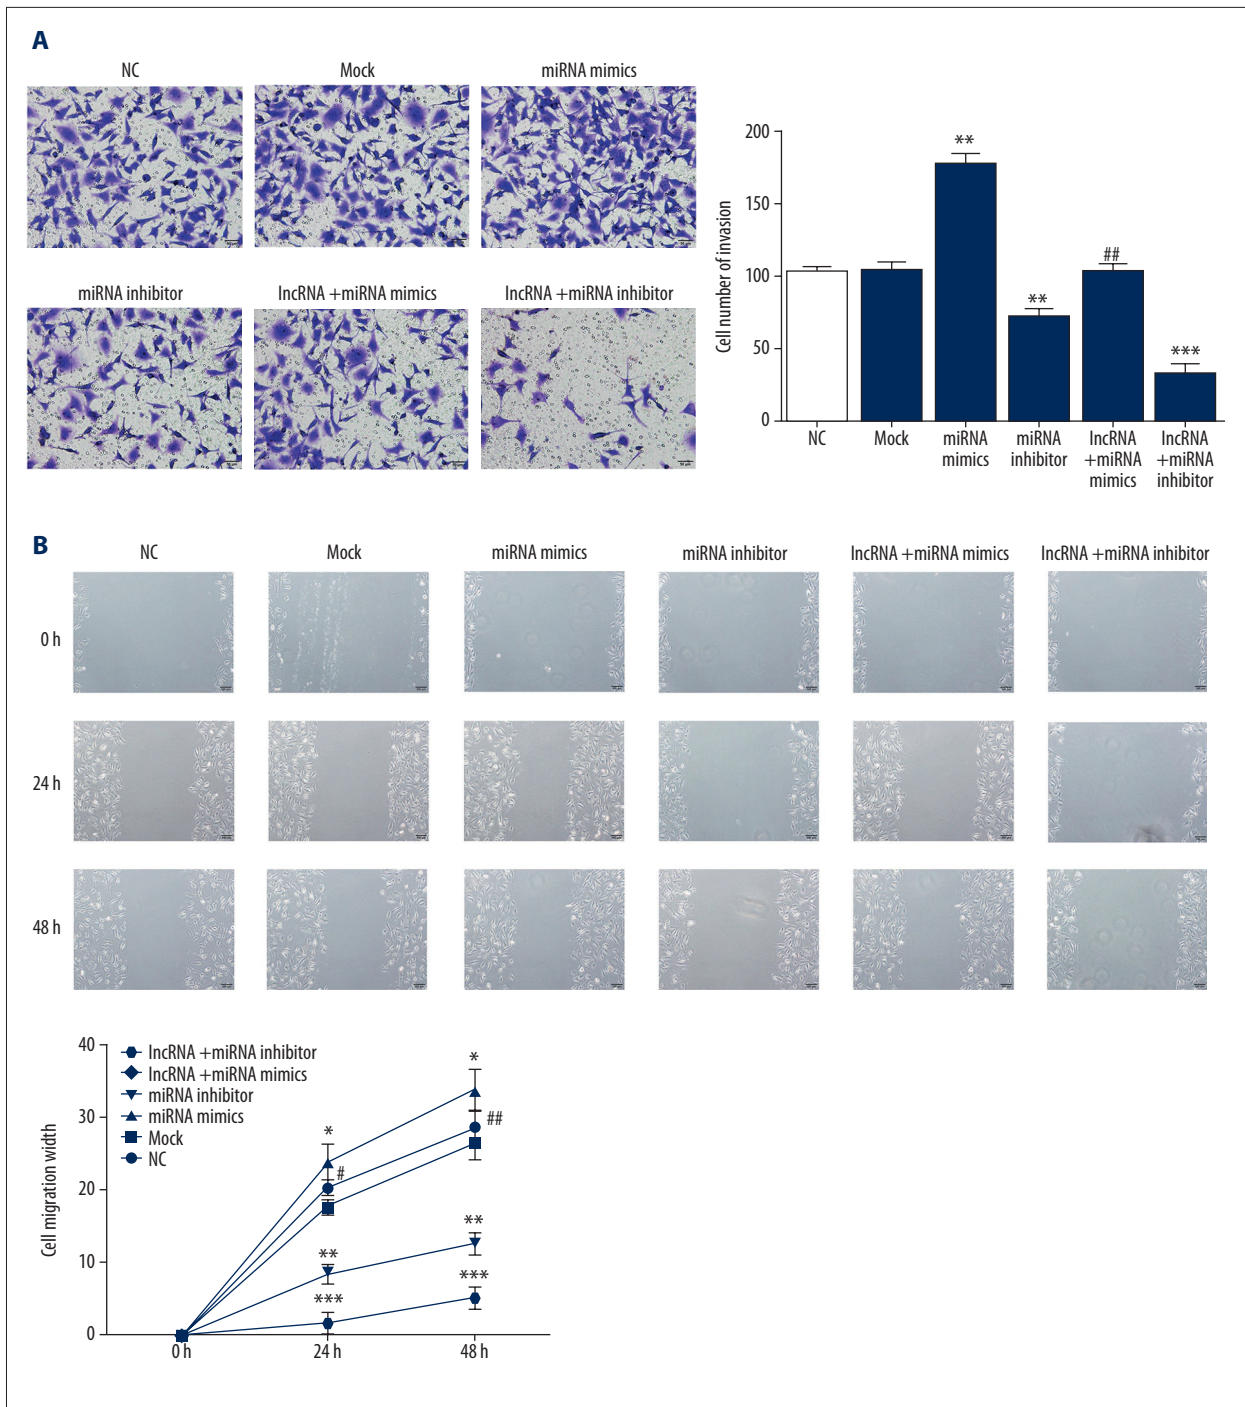 A
NC
Mock
miRNA mimics
miRNA inhibitor
lncRNA +miRNA mimics
lncRNA +miRNA inhibitor
200
150
100
50
0
Cell number of invasion
**
**
##
***
NC
Mock
miRNA
mimics
miRNA
inhibitor
lncRNA
+miRNA
mimics
lncRNA
+miRNA
inhibitor
B
NC
Mock
miRNA mimics
miRNA inhibitor
lncRNA +miRNA mimics
lncRNA +miRNA inhibitor
0 h
24 h
48 h
40
30
20
10
0
Cell migration width
lncRNA +miRNA inhibitor
lncRNA +miRNA mimics
miRNA inhibitor
miRNA mimics
Mock
NC
*
#
**
***
*
##
**
***
0 h
24 h
48 h